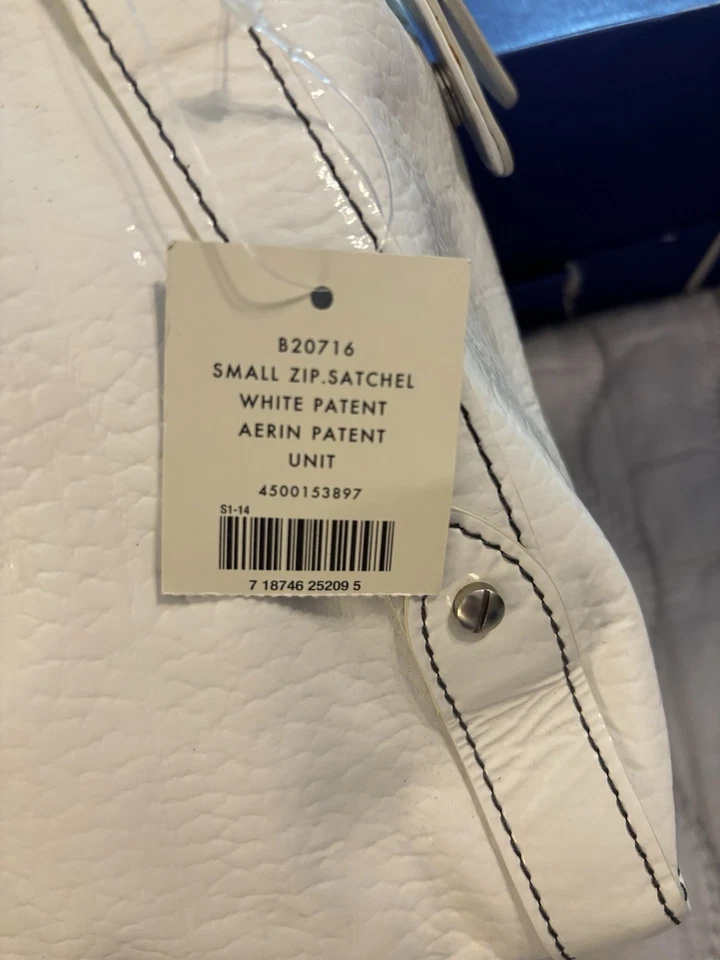 B20716
SMALL ZIP.SATCHEL
WHITE PATENT
AERIN PATENT
UNIT
4500153897
S1-14
7 18746 25209 5